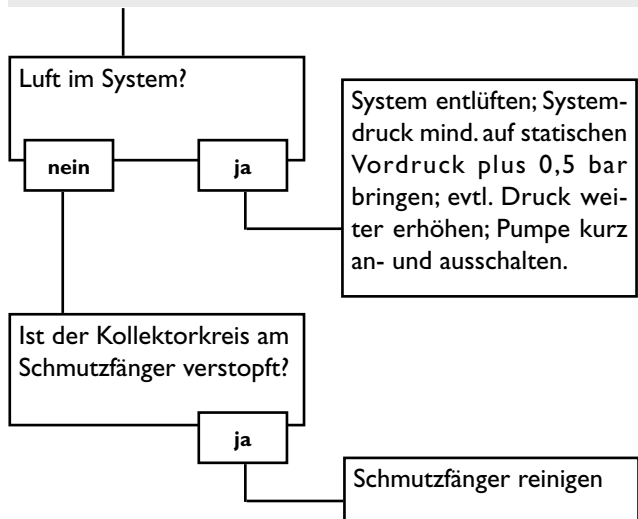 Luft im System?
nein
ja
System entlüften; System-
druck mind. auf statischen
Vordruck plus 0,5 bar
bringen; evtl. Druck wei-
ter erhöhen; Pumpe kurz
an- und ausschalten.
Ist der Kollektorkreis am
Schmutzfänger verstopft?
ja
Schmutzfänger reinigen